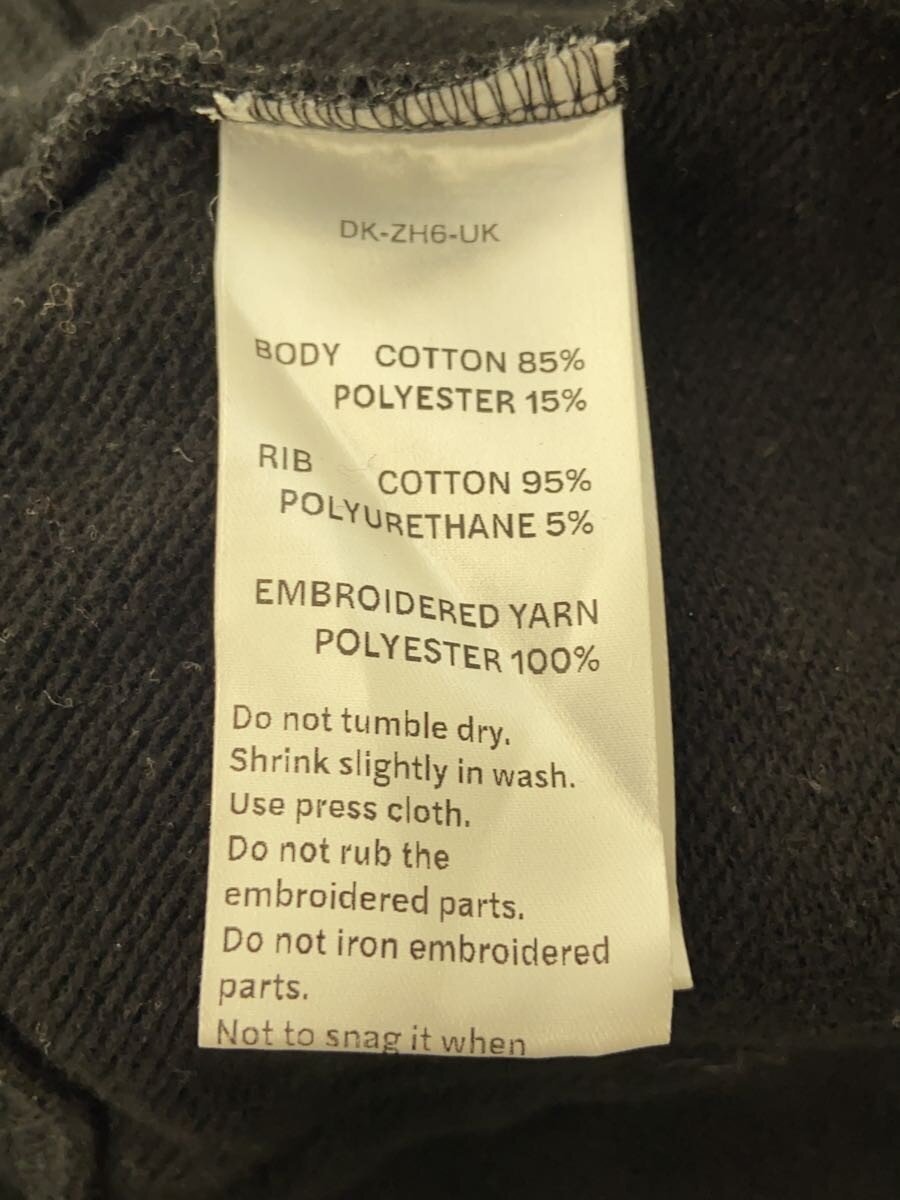 DK-ZH6-UK
BODY COTTON 85%
POLYESTER 15%
RIB COTTON 95%
POLYURETHANE 5%
EMBROIDERED YARN
POLYESTER 100%
Do not tumble dry.
Shrink slightly in wash.
Use press cloth.
Do not rub the
embroidered parts.
Do not iron embroidered
parts.
Not to snag it when